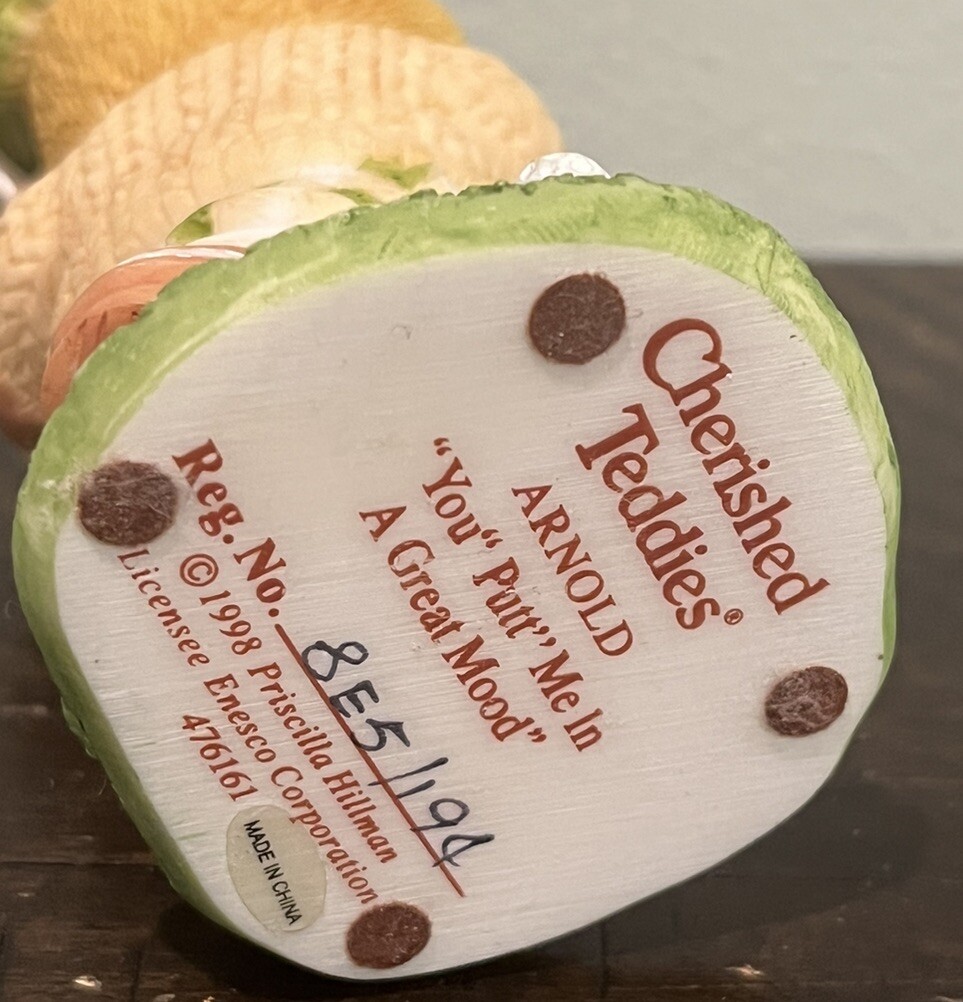 Cherished
Teddies®
ARNOLD
“You“ Putt” Me In
A Great Mood”
Reg. No. 8E5/194
©1998 Priscilla Hillman
Licensee Enesco Corporation
476161
MADE IN CHINA